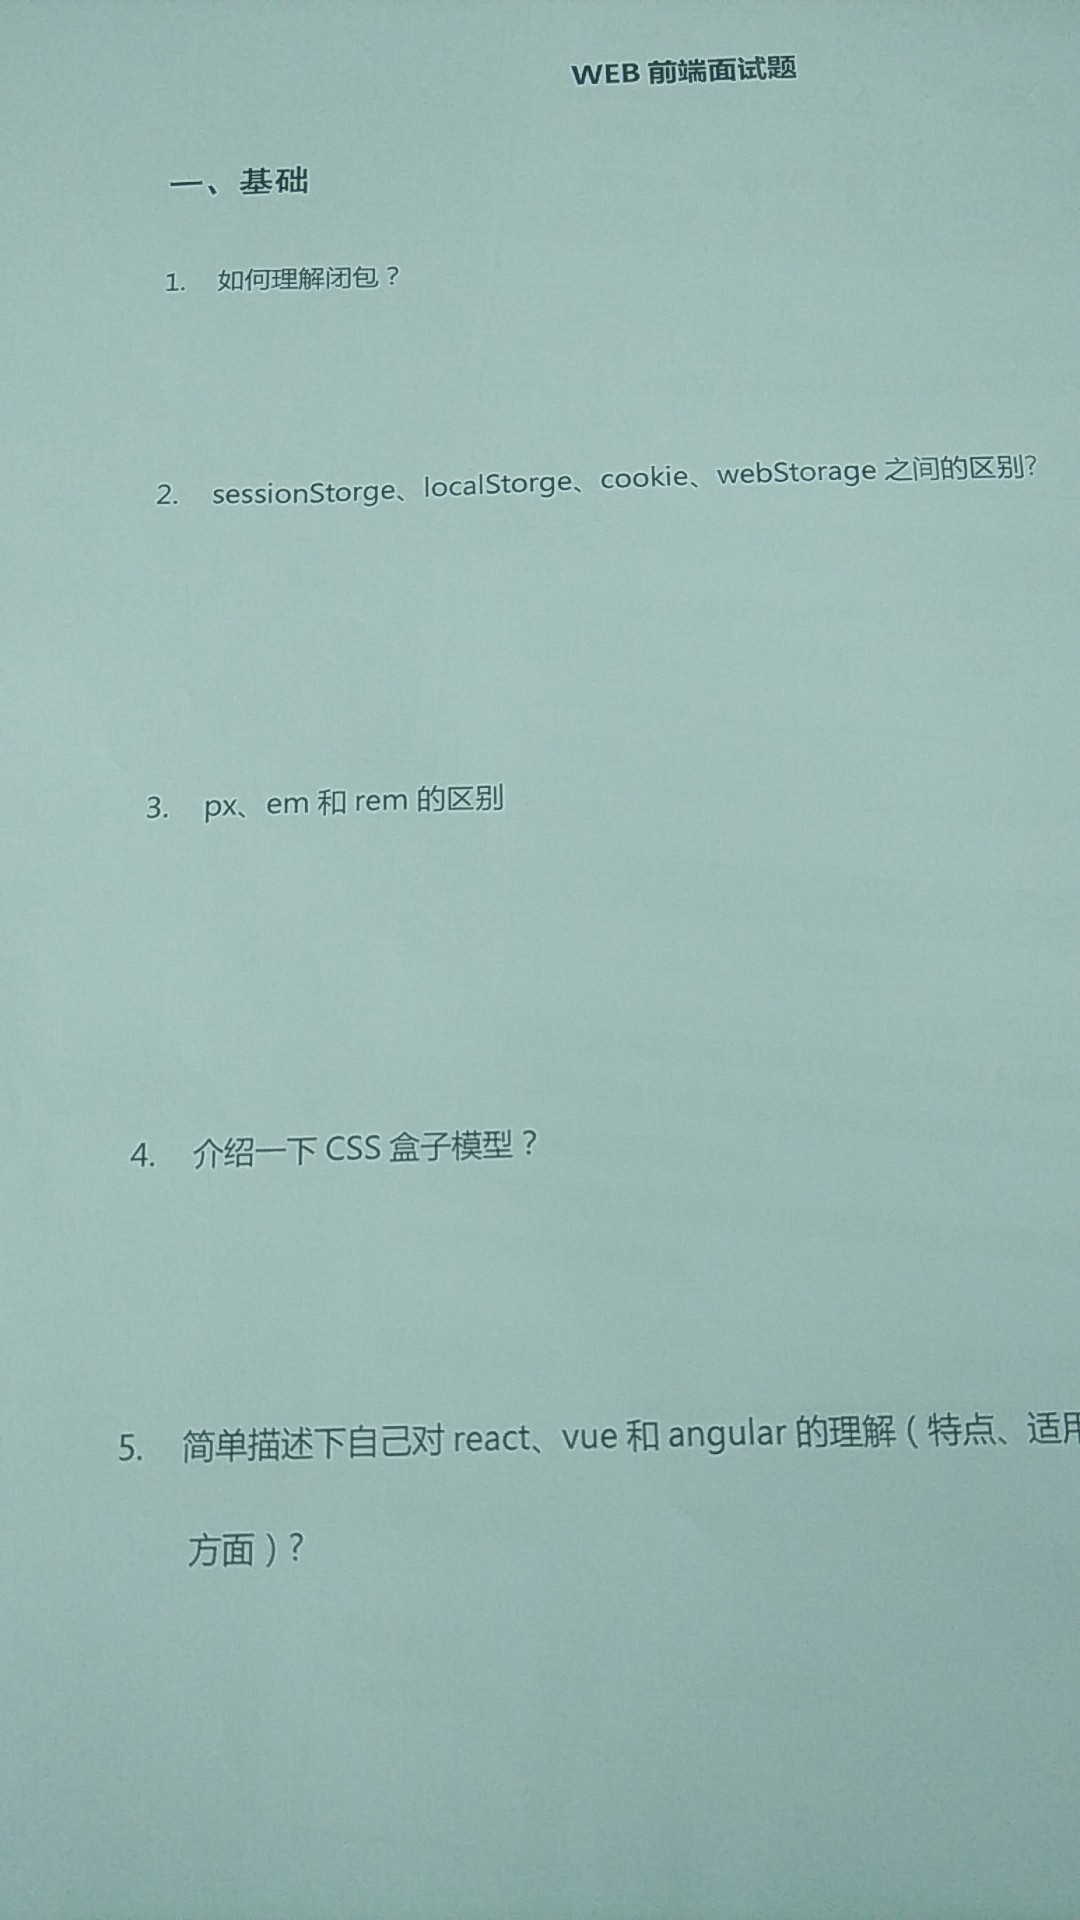 WEB 前端面试题
一、基础
1. 如何理解闭包？
2. sessionStorge、localStorge、cookie、webStorage 之间的区别?
3. px、em 和 rem 的区别
4. 介绍一下 CSS 盒子模型？
5. 简单描述下自己对 react、vue 和 angular 的理解（特点、适用
方面）?